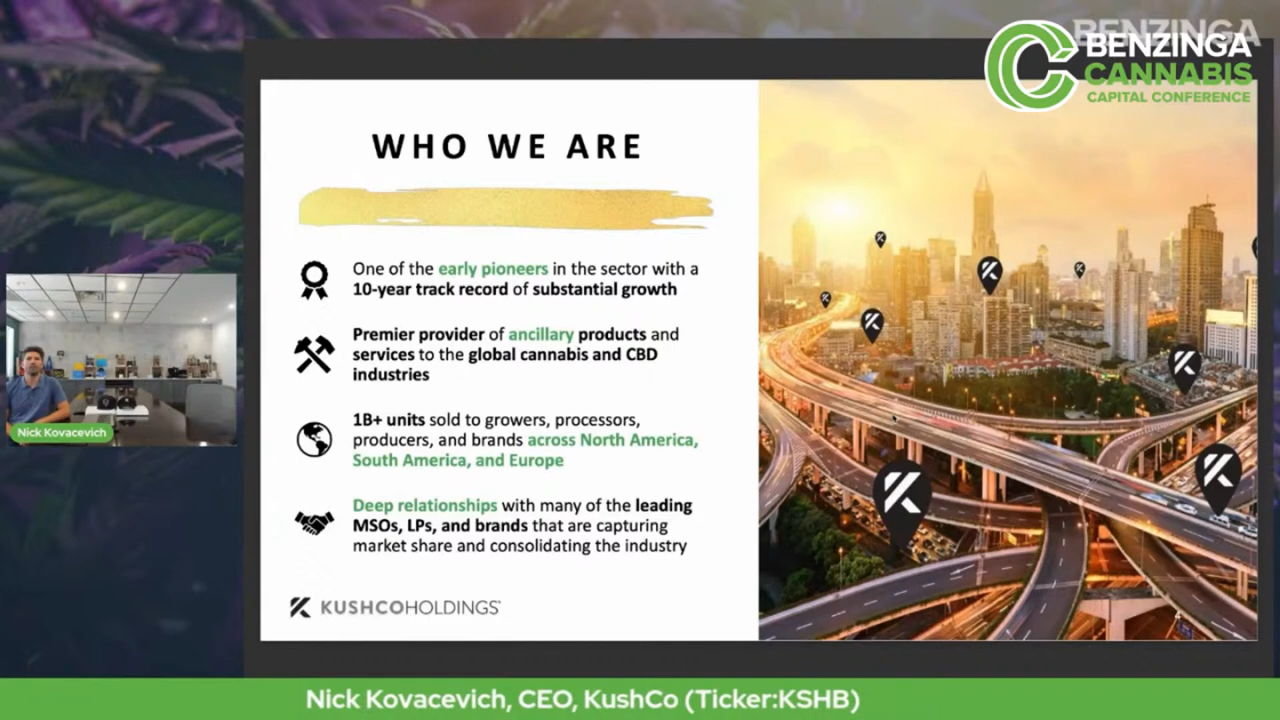 BENZINGA
BENZINGA
CANNABIS
CAPITAL CONFERENCE
WHO WE ARE
One of the early pioneers in the sector with a
10-year track record of substantial growth
Premier provider of ancillary products and
services to the global cannabis and CBD
industries
1B+ units sold to growers, processors,
producers, and brands across North America,
South America, and Europe
Deep relationships with many of the leading
MSOs, LPs, and brands that are capturing
market share and consolidating the industry
KUSHCOHOLDINGS
Nick Kovacevich
Nick Kovacevich, CEO, KushCo (Ticker:KSHB)